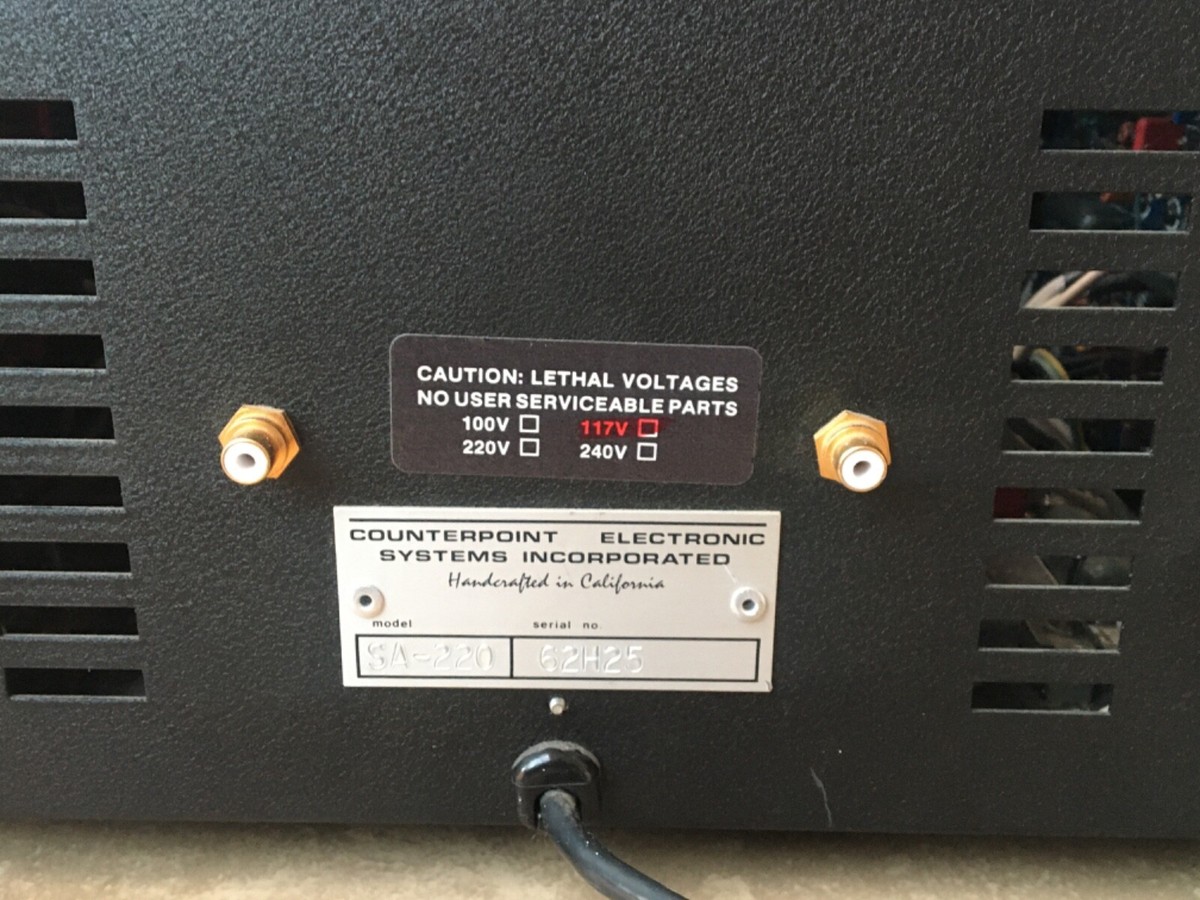 CAUTION: LETHAL VOLTAGES
NO USER SERVICEABLE PARTS
100V 117V
220V 240V
COUNTERPOINT ELECTRONIC
SYSTEMS INCORPORATED
Handcrafted in California
model serial no.
SA-220 62H25